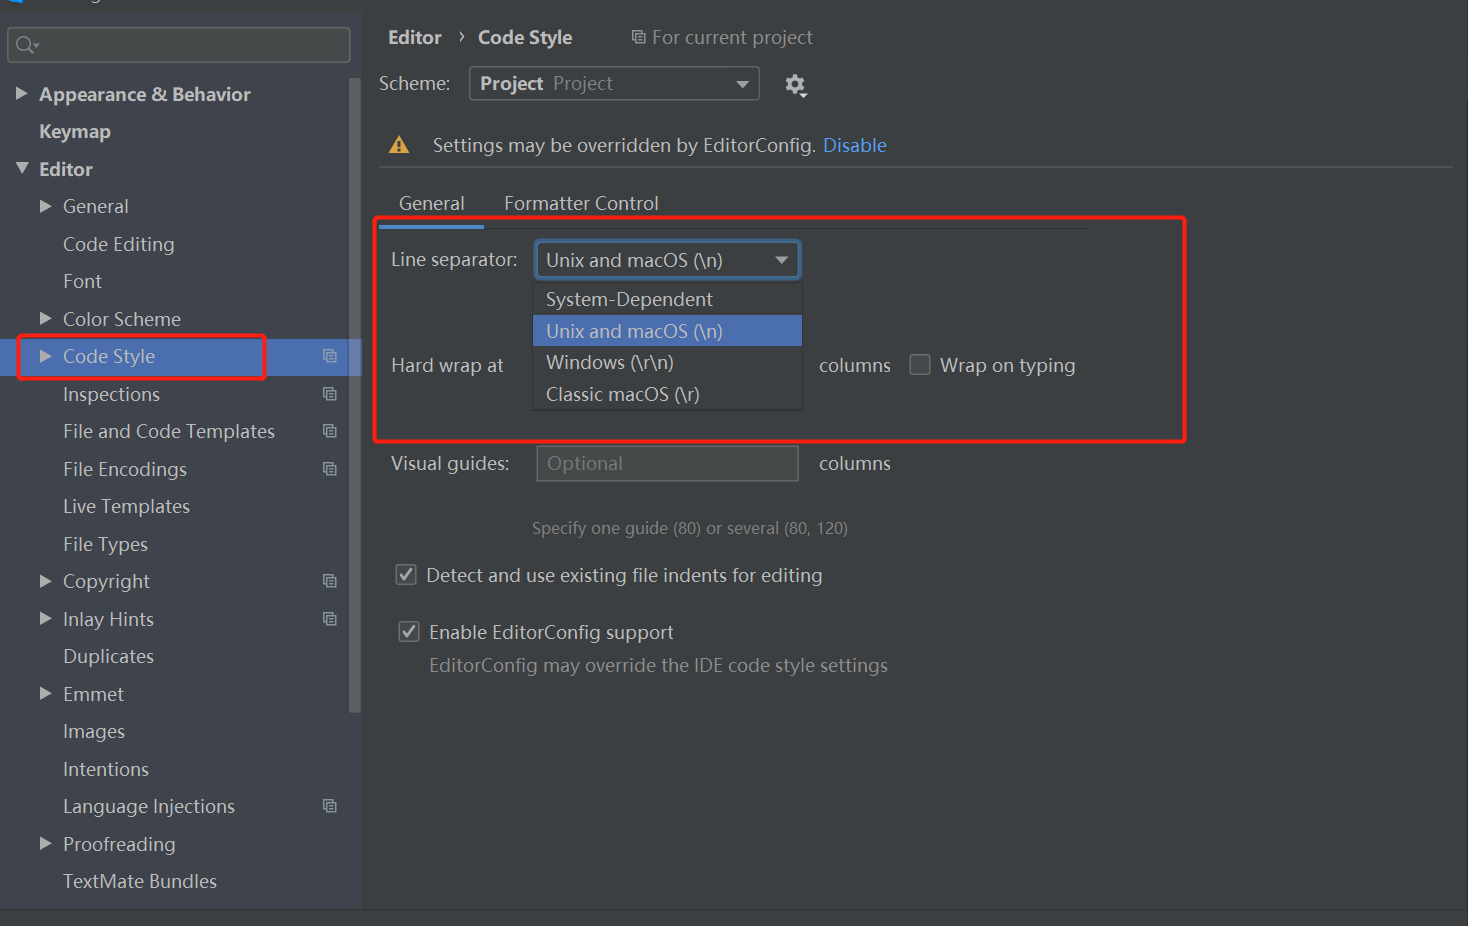 Appearance & Behavior
Keymap
Editor
General
Code Editing
Font
Color Scheme
Code Style
Inspections
File and Code Templates
File Encodings
Live Templates
File Types
Copyright
Inlay Hints
Duplicates
Emmet
Images
Intentions
Language Injections
Proofreading
TextMate Bundles
Editor › Code Style For current project
Scheme: Project Project
Settings may be overridden by EditorConfig. Disable
General Formatter Control
Line separator: Unix and macOS (\n)
System-Dependent
Unix and macOS (\n)
Windows (\r\n)
Hard wrap at columns Wrap on typing
Classic macOS (\r)
Visual guides: Optional columns
Specify one guide (80) or several (80, 120)
Detect and use existing file indents for editing
Enable EditorConfig support
EditorConfig may override the IDE code style settings